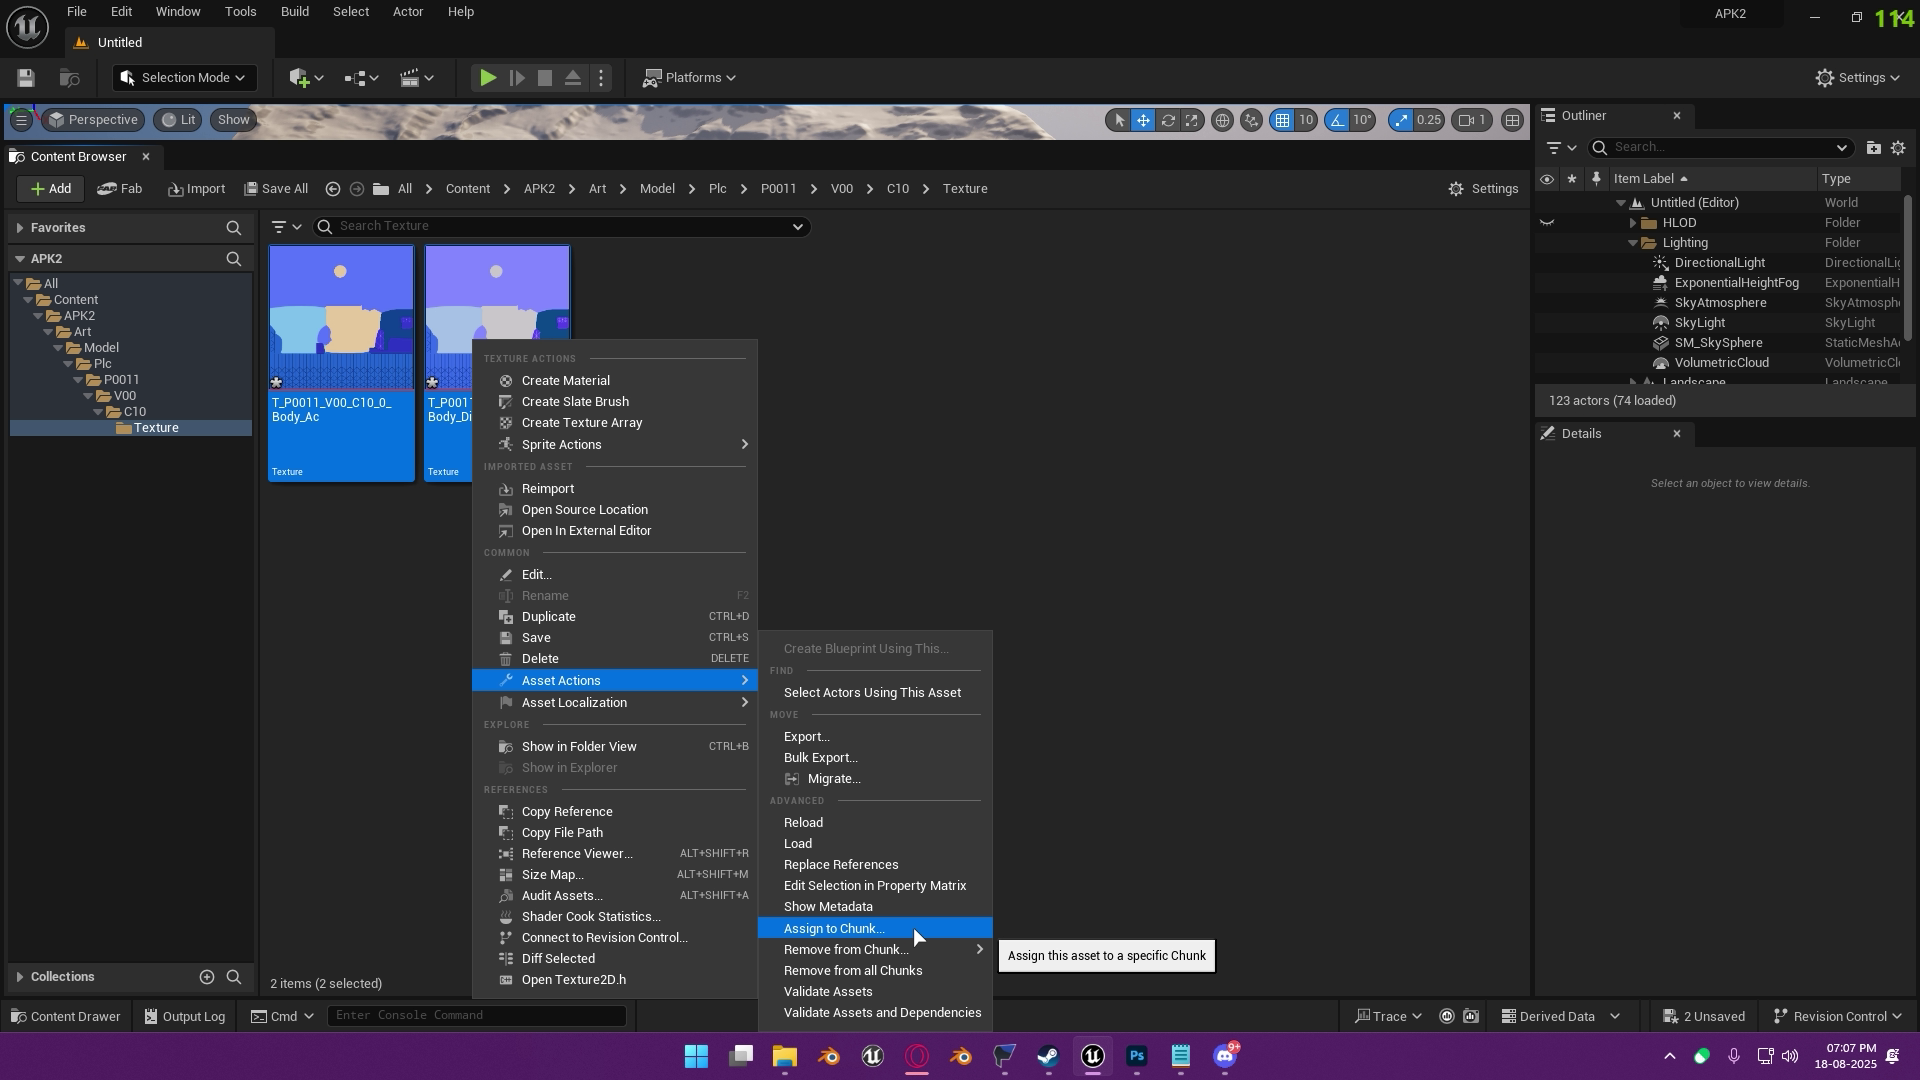 File Edit Window Tools Build Select Actor Help
APK2
114
Untitled
Selection Mode
Platforms
Settings
Perspective Lit Show
10 10° 0.25 1
Content Browser
Add Fab Import Save All All Content APK2 Art Model Plc P0011 V00 C10 Texture Settings
Favorites
Search Texture
APK2
All
Content
APK2
Art
Model
Plc
P0011
V00
C10
Texture
Collections
T_P0011_V00_C10_0_
Body_Ac
Texture
T_P001
Body_Di
Texture
2 items (2 selected)
TEXTURE ACTIONS
Create Material
Create Slate Brush
Create Texture Array
Sprite Actions
IMPORTED ASSET
Reimport
Open Source Location
Open In External Editor
COMMON
Edit...
Rename F2
Duplicate CTRL+D
Save CTRL+S
Delete DELETE
Asset Actions
Asset Localization
EXPLORE
Show in Folder View CTRL+B
Show in Explorer
REFERENCES
Copy Reference
Copy File Path
Reference Viewer... ALT+SHIFT+R
Size Map... ALT+SHIFT+M
Audit Assets... ALT+SHIFT+A
Shader Cook Statistics...
Connect to Revision Control...
Diff Selected
Open Texture2D.h
Create Blueprint Using This...
FIND
Select Actors Using This Asset
MOVE
Export...
Bulk Export...
Migrate...
ADVANCED
Reload
Load
Replace References
Edit Selection in Property Matrix
Show Metadata
Assign to Chunk...
Remove from Chunk...
Remove from all Chunks
Validate Assets
Validate Assets and Dependencies
Assign this asset to a specific Chunk
Outliner
Search...
Item Label Type
Untitled (Editor) World
HLOD Folder
Lighting Folder
DirectionalLight DirectionalLi
ExponentialHeightFog ExponentialH
SkyAtmosphere SkyAtmosph
SkyLight SkyLight
SM_SkySphere StaticMeshA
VolumetricCloud VolumetricCl
Landscape Landscape
123 actors (74 loaded)
Details
Select an object to view details.
Content Drawer Output Log Cmd Enter Console Command Trace Derived Data 2 Unsaved Revision Control
Ps
9+
07:07 PM
18-08-2025